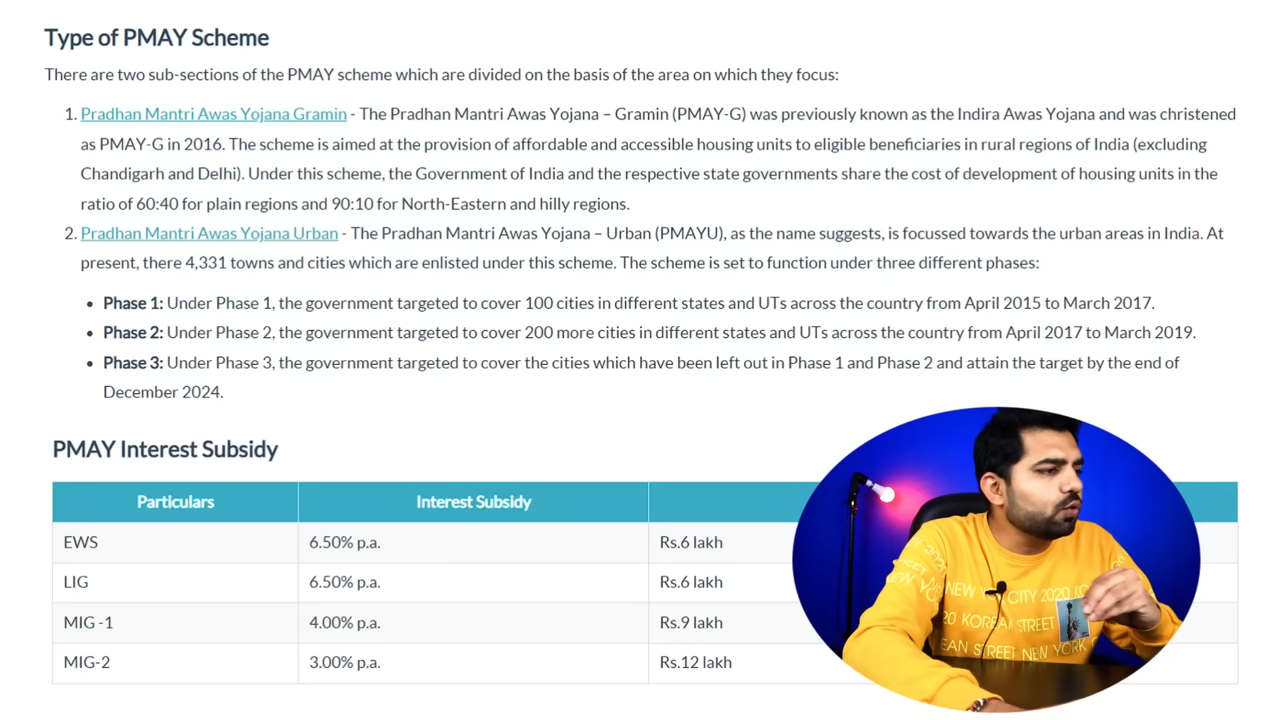 Type of PMAY Scheme
There are two sub-sections of the PMAY scheme which are divided on the basis of the area on which they focus:
1. Pradhan Mantri Awas Yojana Gramin - The Pradhan Mantri Awas Yojana – Gramin (PMAY-G) was previously known as the Indira Awas Yojana and was christened
as PMAY-G in 2016. The scheme is aimed at the provision of affordable and accessible housing units to eligible beneficiaries in rural regions of India (excluding
Chandigarh and Delhi). Under this scheme, the Government of India and the respective state governments share the cost of development of housing units in the
ratio of 60:40 for plain regions and 90:10 for North-Eastern and hilly regions.
2. Pradhan Mantri Awas Yojana Urban - The Pradhan Mantri Awas Yojana – Urban (PMAYU), as the name suggests, is focussed towards the urban areas in India. At
present, there 4,331 towns and cities which are enlisted under this scheme. The scheme is set to function under three different phases:
• Phase 1: Under Phase 1, the government targeted to cover 100 cities in different states and UTs across the country from April 2015 to March 2017.
• Phase 2: Under Phase 2, the government targeted to cover 200 more cities in different states and UTs across the country from April 2017 to March 2019.
• Phase 3: Under Phase 3, the government targeted to cover the cities which have been left out in Phase 1 and Phase 2 and attain the target by the end of
December 2024.
PMAY Interest Subsidy
Particulars Interest Subsidy
EWS 6.50% p.a. Rs.6 lakh
LIG 6.50% p.a. Rs.6 lakh
MIG -1 4.00% p.a. Rs.9 lakh
MIG-2 3.00% p.a. Rs.12 lakh
NEW CITY 2020
KOREAN STREET
STREET NEW YORK